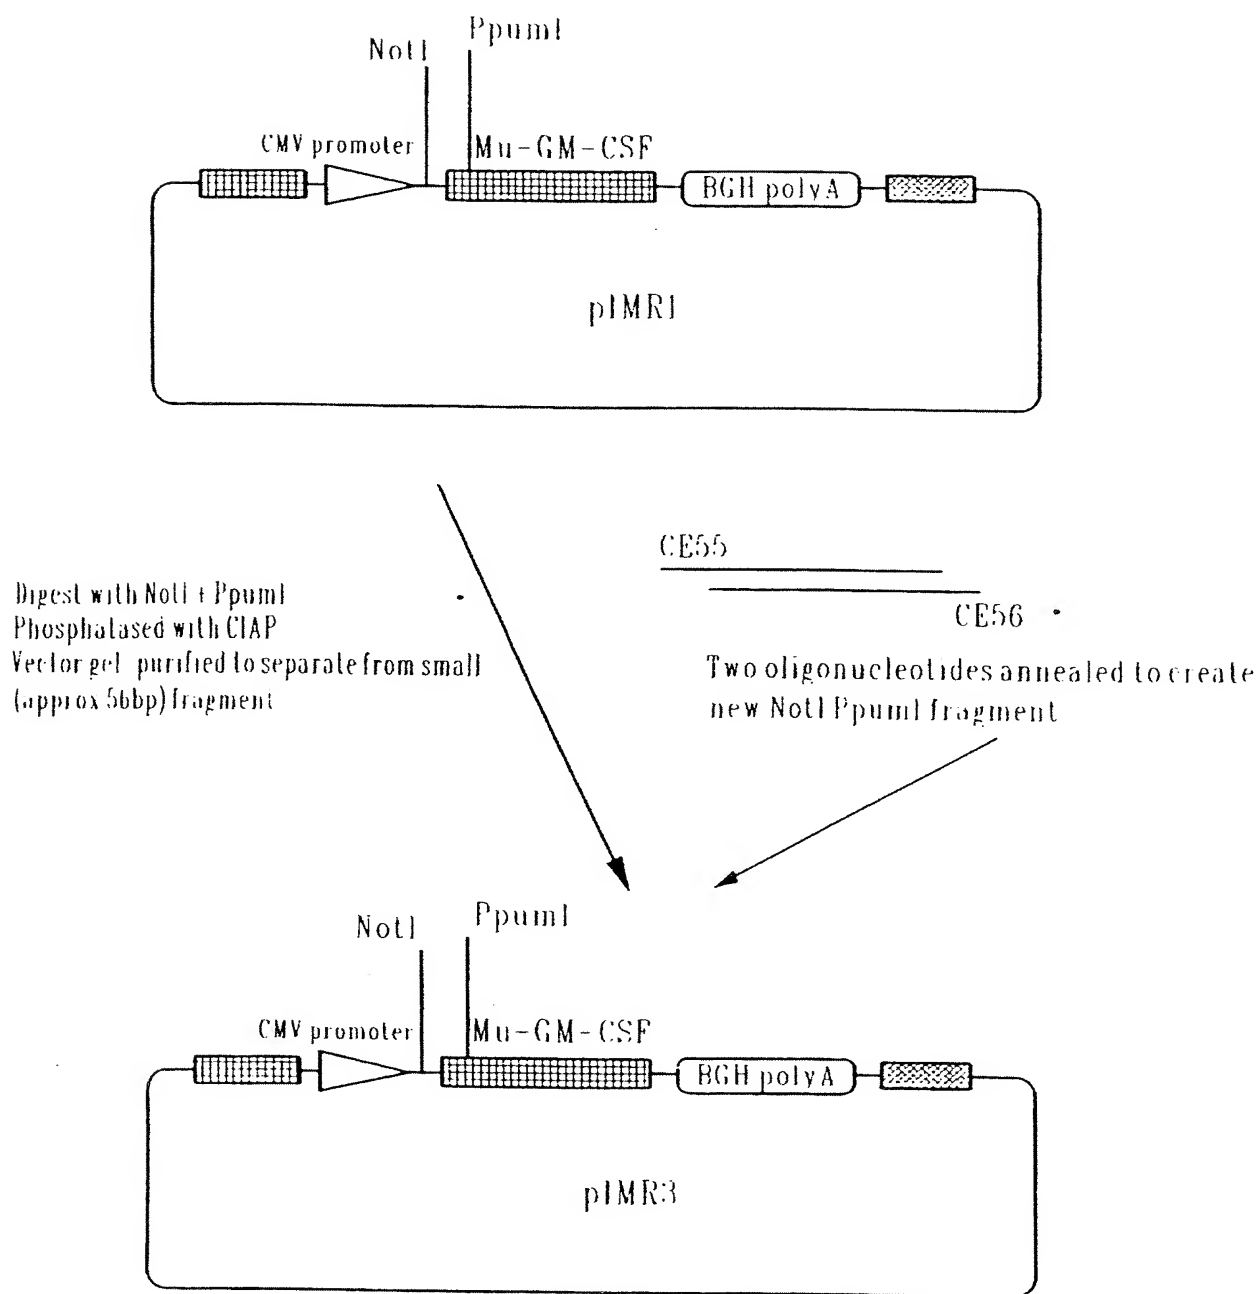 PpumI
NotI
CMV promoter
Mu-GM-CSF
BGH polyA
pIMR1
CE55
CE56
Digest with NotI + PpumI
Phosphatased with CIAP
Vector gel purified to separate from small
(approx 56bp) fragment
Two oligonucleotides annealed to create
new NotI PpumI fragment
PpumI
NotI
CMV promoter
Mu-GM-CSF
BGH polyA
pIMR3